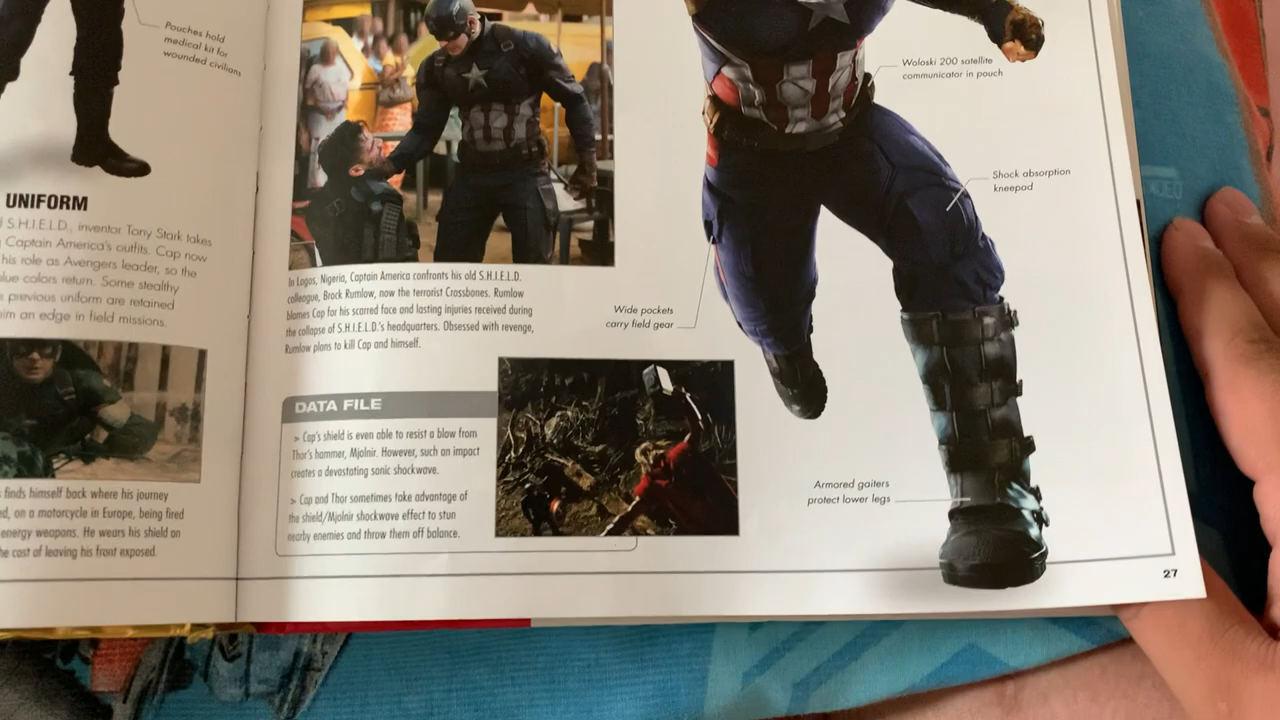 Pouches hold
medical kit for
wounded civilians
UNIFORM
S.H.I.E.L.D., inventor Tony Stark takes
Captain America's outfits. Cap now
his role as Avengers leader, so the
blue colors return. Some stealthy
previous uniform are retained
him an edge in field missions.
finds himself back where his journey
on a motorcycle in Europe, being fired
energy weapons. He wears his shield on
the cost of leaving his front exposed.
In Lagos, Nigeria, Captain America confronts his old S.H.I.E.L.D.
colleague, Brock Rumlow, now the terrorist Crossbones. Rumlow
blames Cap for his scarred face and lasting injuries received during
the collapse of S.H.I.E.L.D.'s headquarters. Obsessed with revenge,
Rumlow plans to kill Cap and himself.
DATA FILE
> Cap's shield is even able to resist a blow from
Thor's hammer, Mjolnir. However, such an impact
creates a devastating sonic shockwave.
> Cap and Thor sometimes take advantage of
the shield/Mjolnir shockwave effect to stun
nearby enemies and throw them off balance.
Woloski 200 satellite
communicator in pouch
Shock absorption
kneepad
Wide pockets
carry field gear
Armored gaiters
protect lower legs
27